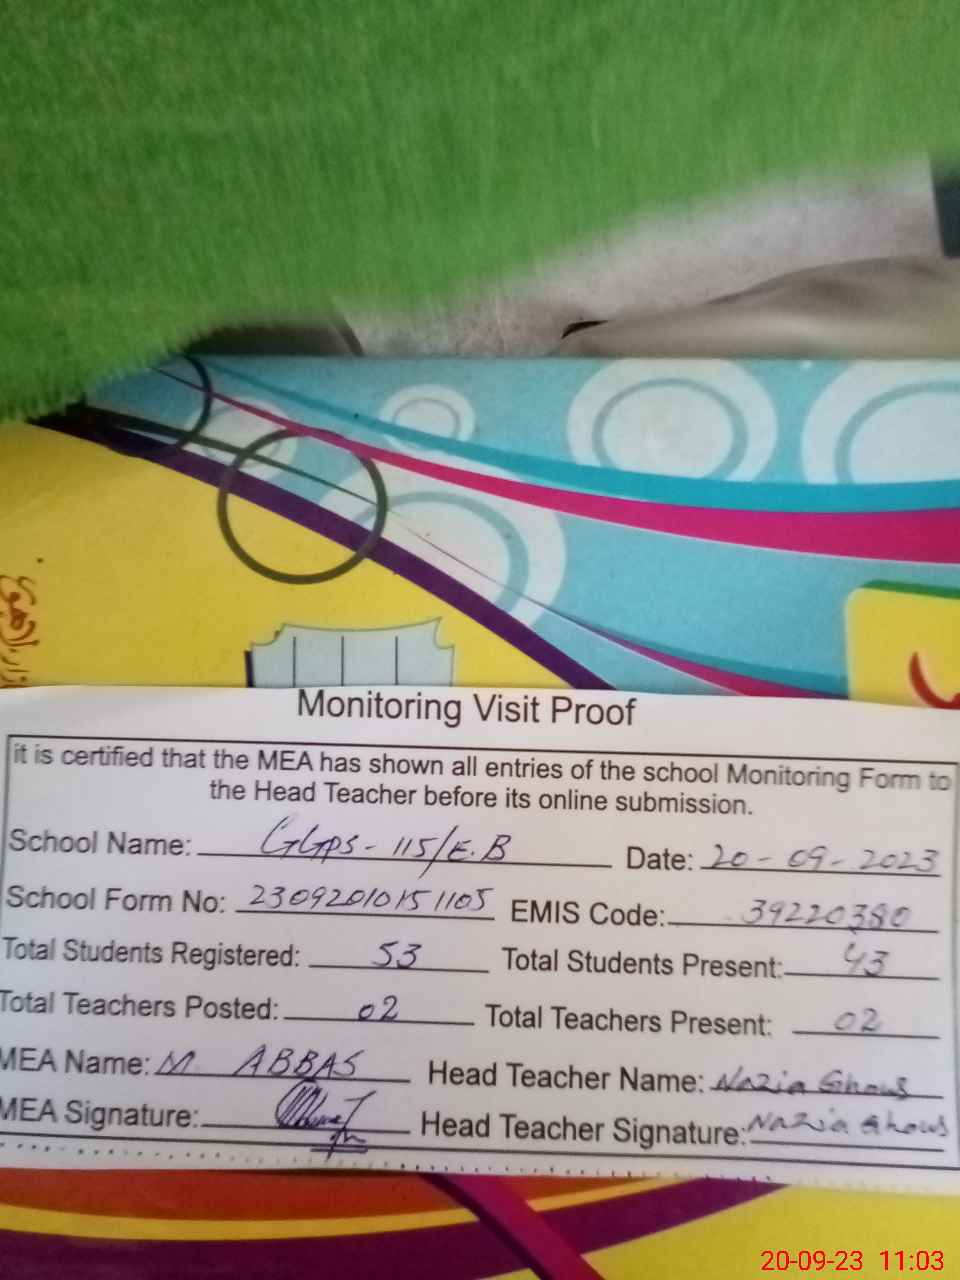 Monitoring Visit Proof
it is certified that the MEA has shown all entries of the school Monitoring Form to
the Head Teacher before its online submission.
School Name: GGPS - 115/E.B Date: 20 - 09 - 2023
School Form No: 23092010151105 EMIS Code: 39220380
Total Students Registered: 53 Total Students Present: 43
Total Teachers Posted: 02 Total Teachers Present: 02
MEA Name: M. ABBAS Head Teacher Name: Nazia Ghous
MEA Signature: Head Teacher Signature: Nazia Ghous
20-09-23 11:03